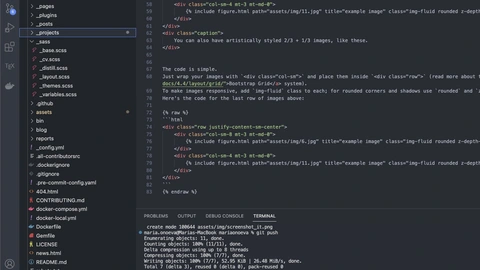 _pages
_plugins
_posts
_projects
_sass
_base.scss
_cv.scss
_distill.scss
_layout.scss
_themes.scss
_variables.scss
.github
assets
bin
blog
reports
_config.yml
.all-contributorsrc
.dockerignore
.gitignore
.pre-commit-config.yaml
404.html
CONTRIBUTING.md
docker-compose.yml
docker-local.yml
Dockerfile
Gemfile
LICENSE
news.html
README.md
58 <div class="col-sm-4 mt-3 mt-md-0">
59 {% include figure.html path="assets/img/11.jpg" title="example image" class="img-fluid rounded z-depth-
60 </div>
61 </div>
62 <div class="caption">
63 You can also have artistically styled 2/3 + 1/3 images, like these.
64 </div>
65
66
67 The code is simple.
68 Just wrap your images with `<div class="col-sm">` and place them inside `<div class="row">` (read more about t
docs/4.4/layout/grid/">Bootstrap Grid</a> system).
69 To make images responsive, add `img-fluid` class to each; for rounded corners and shadows use `rounded` and `z
70 Here's the code for the last row of images above:
71
72 {% raw %}
73 ```html
74 <div class="row justify-content-sm-center">
75 <div class="col-sm-8 mt-3 mt-md-0">
76 {% include figure.html path="assets/img/6.jpg" title="example image" class="img-fluid rounded z-depth-
77 </div>
78 <div class="col-sm-4 mt-3 mt-md-0">
79 {% include figure.html path="assets/img/11.jpg" title="example image" class="img-fluid rounded z-depth-
80 </div>
81 </div>
82 ```
83 {% endraw %}
PROBLEMS OUTPUT DEBUG CONSOLE TERMINAL
create mode 100644 assets/img/screenshot_it.png
maria.onoeva@Marias-MacBook mariaonoeva % git push
Enumerating objects: 11, done.
Counting objects: 100% (11/11), done.
Delta compression using up to 8 threads
Compressing objects: 100% (7/7), done.
Writing objects: 100% (7/7), 52.95 KiB | 26.48 MiB/s, done.
Total 7 (delta 3), reused 0 (delta 0), pack-reused 0